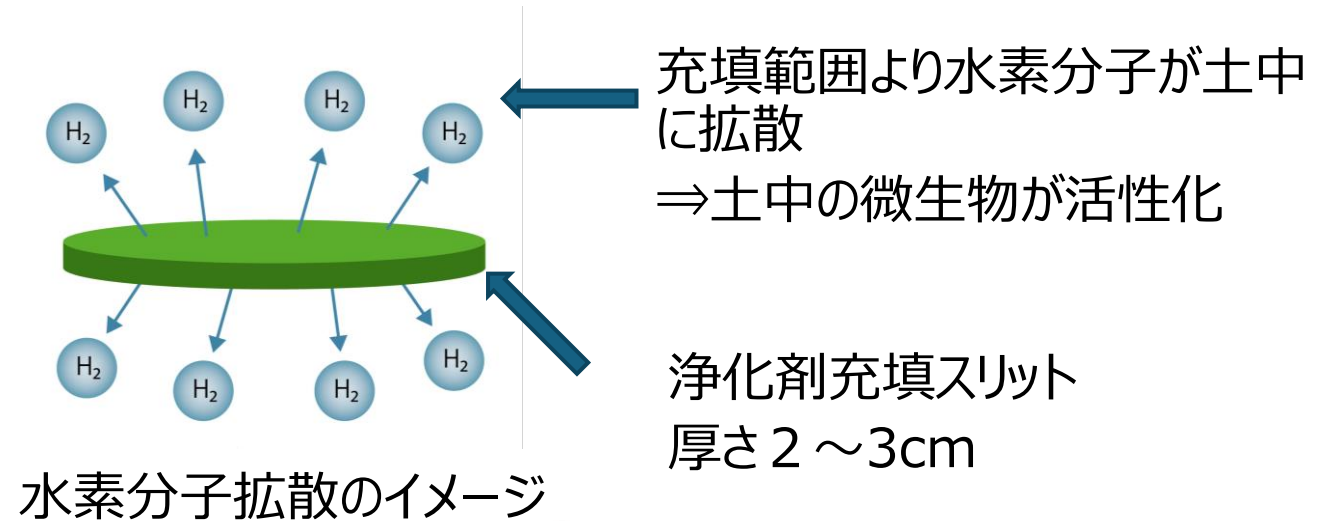 H₂ H₂ H₂ H₂
充填範囲より水素分子が土中
に拡散
⇒土中の微生物が活性化
H₂ H₂ H₂ H₂
浄化剤充填スリット
厚さ2～3cm
水素分子拡散のイメージ